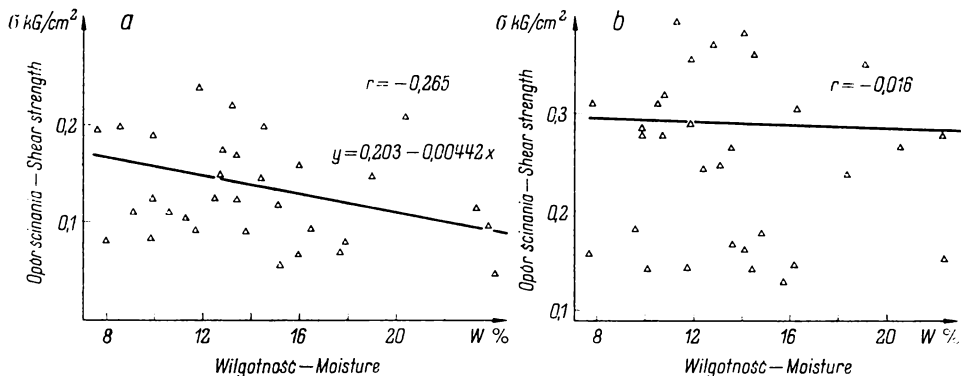 б kG/cm²
a
r = −0,265
y = 0,203 − 0,00442 x
Opór ścinania — Shear strength
0,2
0,1
8 12 16 20 W %
Wilgotność — Moisture
б kG/cm²
b
r = −0,016
Opór ścinania — Shear strength
0,3
0,2
0,1
8 12 16 20 W %
Wilgotność — Moisture